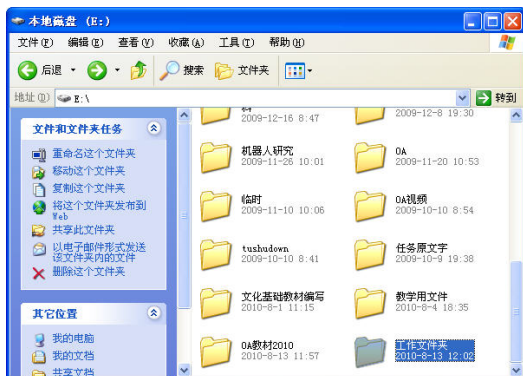 本地磁盘 (E:)
文件(F) 编辑(E) 查看(V) 收藏(A) 工具(T) 帮助(H)
后退 搜索 文件夹
地址(D) E:\ 转到
文件和文件夹任务
重命名这个文件夹
移动这个文件夹
复制这个文件夹
将这个文件夹发布到
Web
共享此文件夹
以电子邮件形式发送
该文件夹内的文件
删除这个文件夹
其它位置
我的电脑
我的文档
共享文档
2009-12-16 8:47
2009-12-8 19:30
机器人研究
2009-11-26 10:01
OA
2009-11-20 10:53
临时
2009-11-10 10:06
OA视频
2009-10-10 8:54
tushudown
2009-10-10 8:41
任务原文字
2009-10-9 19:38
文化基础教材编写
2010-8-1 11:15
教学用文件
2010-8-4 18:35
OA教材2010
2010-8-13 11:57
工作文件夹
2010-8-13 12:02